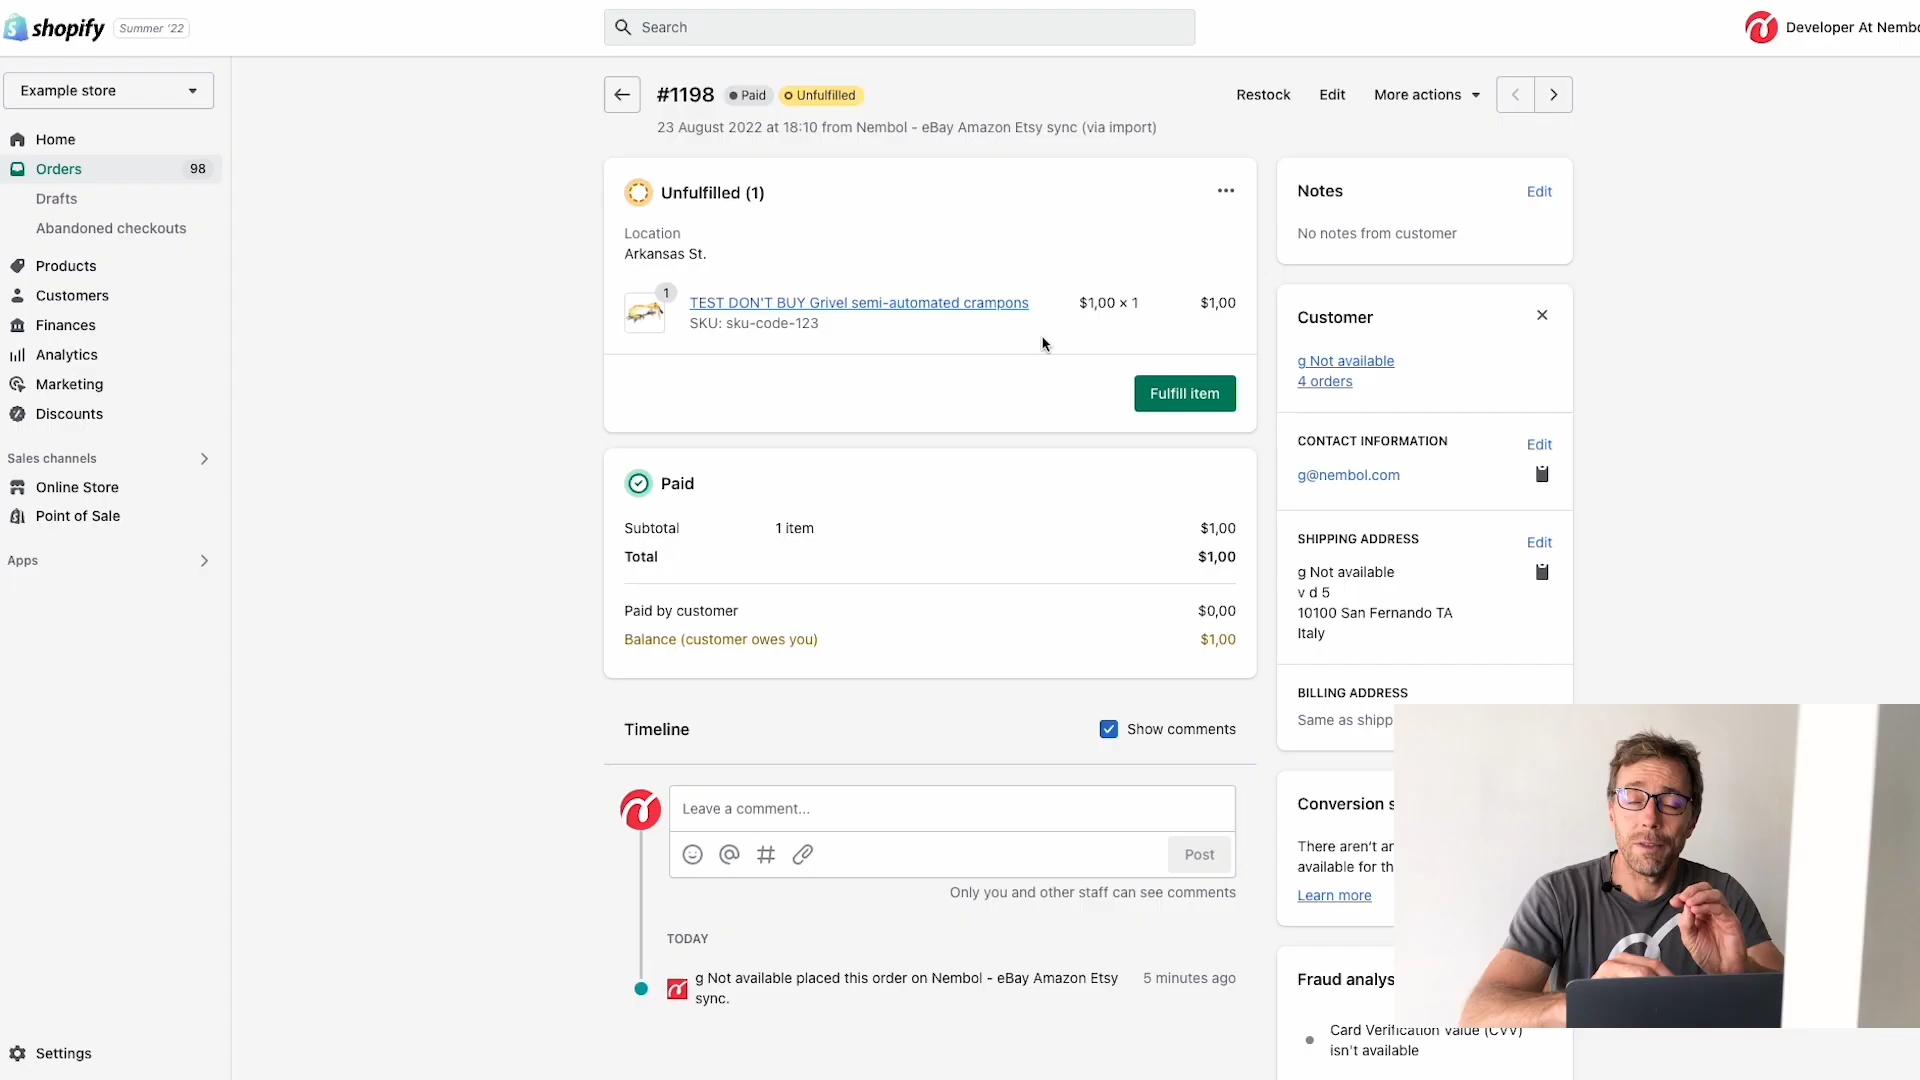 shopify Summer '22
Search
Developer At Nembo
Example store
Home
Orders 98
Drafts
Abandoned checkouts
Products
Customers
Finances
Analytics
Marketing
Discounts
Sales channels
Online Store
Point of Sale
Apps
Settings
#1198 Paid Unfulfilled
Restock Edit More actions
23 August 2022 at 18:10 from Nembol - eBay Amazon Etsy sync (via import)
Unfulfilled (1)
Location
Arkansas St.
1
TEST DON'T BUY Grivel semi-automated crampons $1,00 × 1 $1,00
SKU: sku-code-123
Fulfill item
Paid
Subtotal 1 item $1,00
Total $1,00
Paid by customer $0,00
Balance (customer owes you) $1,00
Timeline Show comments
Leave a comment...
Post
Only you and other staff can see comments
TODAY
g Not available placed this order on Nembol - eBay Amazon Etsy 5 minutes ago
sync.
Notes Edit
No notes from customer
Customer
g Not available
4 orders
CONTACT INFORMATION Edit
g@nembol.com
SHIPPING ADDRESS Edit
g Not available
v d 5
10100 San Fernando TA
Italy
BILLING ADDRESS
Same as shipp
Conversion s
There aren't an
available for th
Learn more
Fraud analys
Card Verification Value (CVV)
isn't available